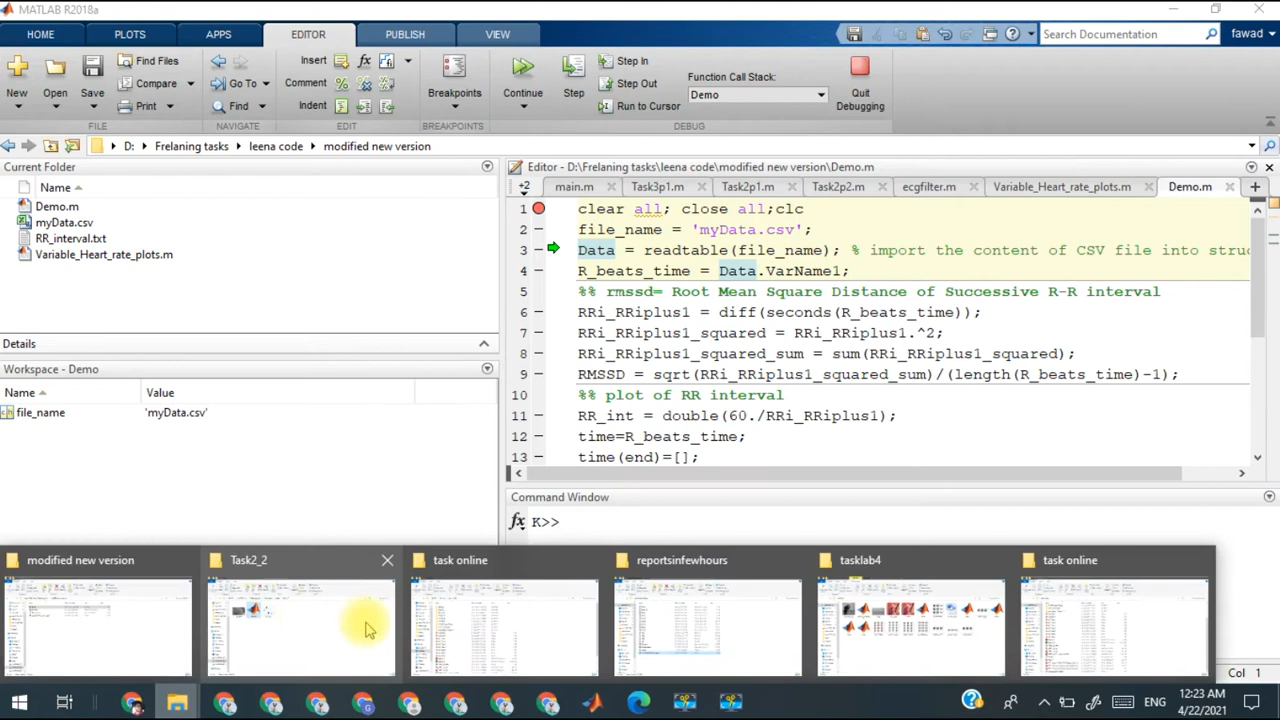 MATLAB R2018a
HOME PLOTS APPS EDITOR PUBLISH VIEW Search Documentation fawad
New Open Save Find Files Compare Print
FILE
Go To Find
NAVIGATE
Insert fx
Comment
Indent
EDIT
Breakpoints
BREAKPOINTS
Continue Step Step In Step Out Run to Cursor
Function Call Stack:
Demo
Quit Debugging
DEBUG
D: Frelaning tasks leena code modified new version
Current Folder
Name
Demo.m
myData.csv
RR_interval.txt
Variable_Heart_rate_plots.m
Details
Workspace - Demo
Name Value
file_name 'myData.csv'
Editor - D:\Frelaning tasks\leena code\modified new version\Demo.m
+2 main.m Task3p1.m Task2p1.m Task2p2.m ecgfilter.m Variable_Heart_rate_plots.m Demo.m
1 clear all; close all;clc
2 – file_name = 'myData.csv';
3 – Data = readtable(file_name); % import the content of CSV file into struc
4 – R_beats_time = Data.VarName1;
5 %% rmssd= Root Mean Square Distance of Successive R-R interval
6 – RRi_RRiplus1 = diff(seconds(R_beats_time));
7 – RRi_RRiplus1_squared = RRi_RRiplus1.^2;
8 – RRi_RRiplus1_squared_sum = sum(RRi_RRiplus1_squared);
9 – RMSSD = sqrt(RRi_RRiplus1_squared_sum)/(length(R_beats_time)-1);
10 %% plot of RR interval
11 – RR_int = double(60./RRi_RRiplus1);
12 – time=R_beats_time;
13 – time(end)=[];
Command Window
fx K>>
modified new version Task2_2 task online reportsinfewhours tasklab4 task online
Col 1
ENG
12:23 AM
4/22/2021